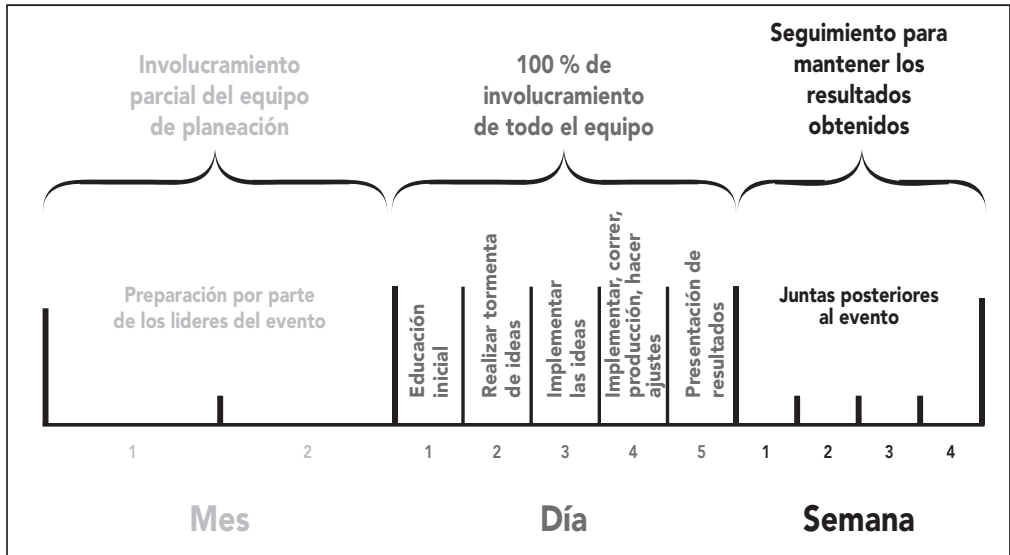 Involucramiento
parcial del equipo
de planeación
100 % de
involucramiento
de todo el equipo
Seguimiento para
mantener los
resultados
obtenidos
Preparación por parte
de los lideres del evento
Educación
inicial
Realizar tormenta
de ideas
Implementar
las ideas
Implementar, correr,
producción, hacer
ajustes
Presentación de
resultados
Juntas posteriores
al evento
1 2 1 2 3 4 5 1 2 3 4
Mes Día Semana